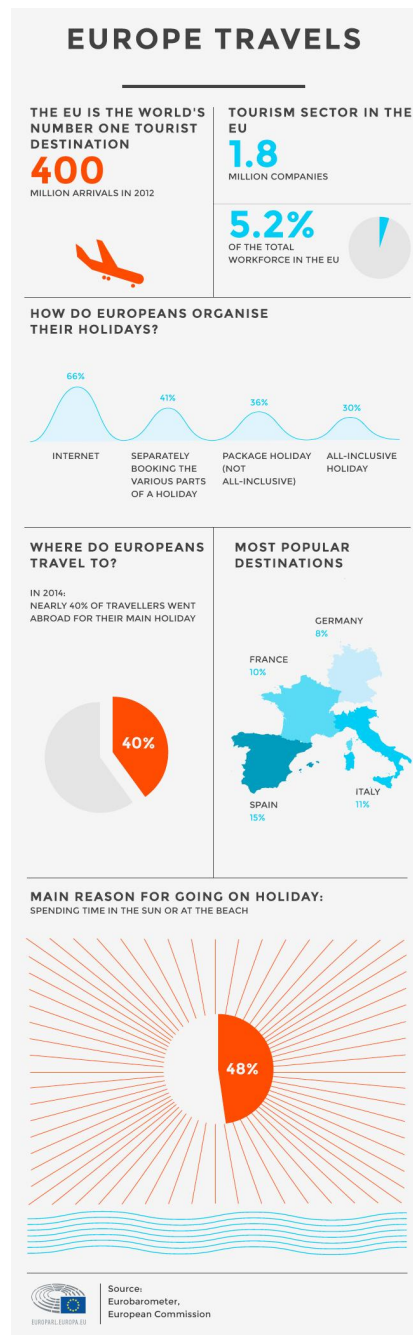 EUROPE TRAVELS
THE EU IS THE WORLD'S
NUMBER ONE TOURIST
DESTINATION
400
MILLION ARRIVALS IN 2012
TOURISM SECTOR IN THE
EU
1.8
MILLION COMPANIES
5.2%
OF THE TOTAL
WORKFORCE IN THE EU
HOW DO EUROPEANS ORGANISE
THEIR HOLIDAYS?
66%
INTERNET
41%
SEPARATELY
BOOKING THE
VARIOUS PARTS
OF A HOLIDAY
36%
PACKAGE HOLIDAY
(NOT
ALL-INCLUSIVE)
30%
ALL-INCLUSIVE
HOLIDAY
WHERE DO EUROPEANS
TRAVEL TO?
IN 2014:
NEARLY 40% OF TRAVELLERS WENT
ABROAD FOR THEIR MAIN HOLIDAY
40%
MOST POPULAR
DESTINATIONS
GERMANY
8%
FRANCE
10%
ITALY
11%
SPAIN
15%
MAIN REASON FOR GOING ON HOLIDAY:
SPENDING TIME IN THE SUN OR AT THE BEACH
48%
EUROPARL.EUROPA.EU
Source:
Eurobarometer,
European Commission